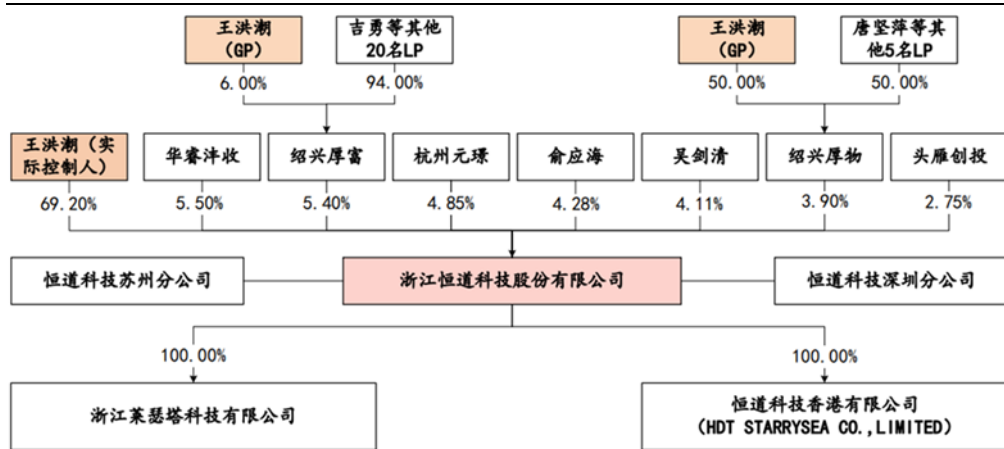 王洪潮
(GP)
吉勇等其他
20名LP
王洪潮
(GP)
唐坚萍等其
他5名LP
6.00%
94.00%
50.00%
50.00%
王洪潮（实
际控制人）
华睿沣收
绍兴厚富
杭州元璟
俞应海
吴剑清
绍兴厚物
头雁创投
69.20%
5.50%
5.40%
4.85%
4.28%
4.11%
3.90%
2.75%
恒道科技苏州分公司
浙江恒道科技股份有限公司
恒道科技深圳分公司
100.00%
100.00%
浙江莱瑟塔科技有限公司
恒道科技香港有限公司
(HDT STARRYSEA CO.,LIMITED)